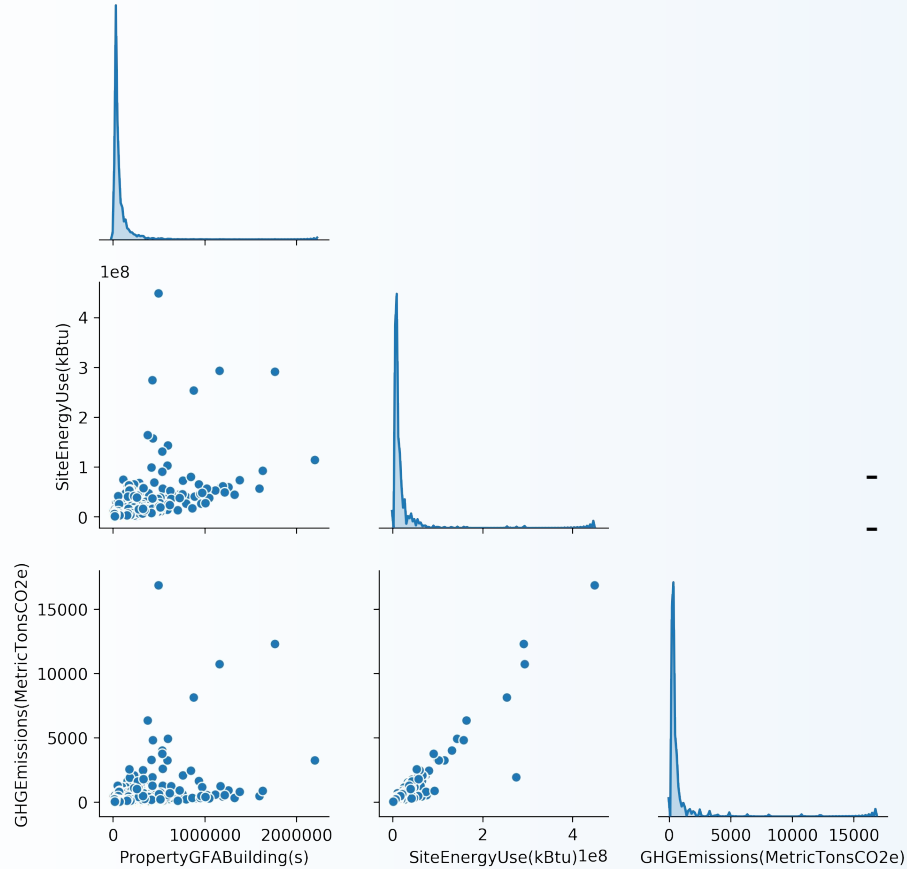 1e8
SiteEnergyUse(kBtu)
4
3
2
1
0
GHGEmissions(MetricTonsCO2e)
15000
10000
5000
0
0
1000000
2000000
PropertyGFABuilding(s)
0
2
4
SiteEnergyUse(kBtu)
1e8
0
5000
10000
15000
GHGEmissions(MetricTonsCO2e)